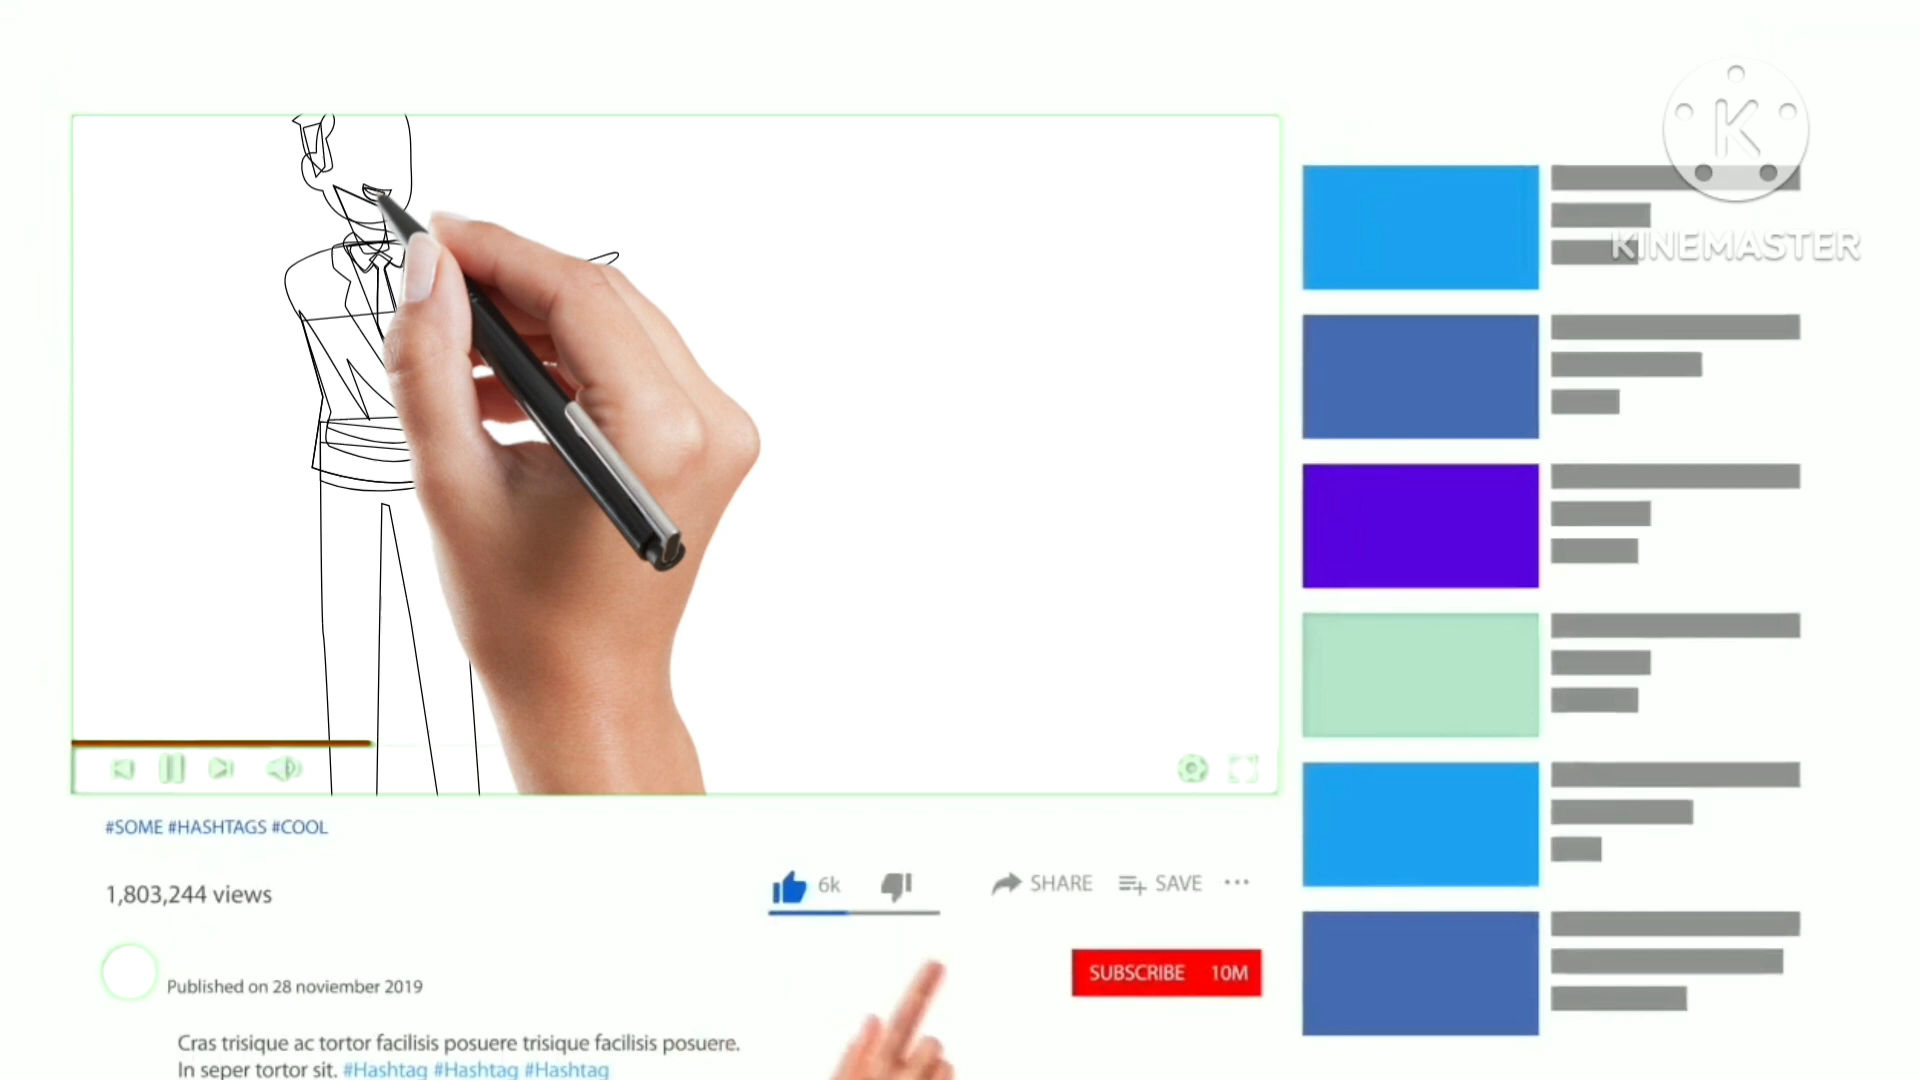 K
KINEMASTER
#SOME #HASHTAGS #COOL
1,803,244 views
6k
SHARE
SAVE
SUBSCRIBE 10M
Published on 28 noviember 2019
Cras trisique ac tortor facilisis posuere trisique facilisis posuere.
In seper tortor sit. #Hashtag #Hashtag #Hashtag